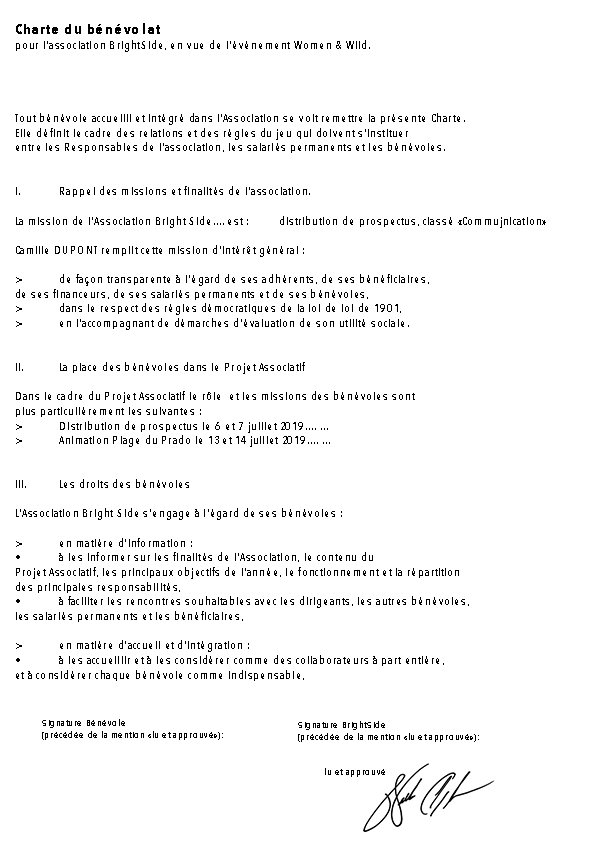 Charte du bénévolat
pour l'association BrightSide, en vue de l'évènement Women & Wild.
Tout bénévole accueilli et intégré dans l'Association se voit remettre la présente Charte.
Elle définit le cadre des relations et des règles du jeu qui doivent s'instituer
entre les Responsables de l'association, les salariés permanents et les bénévoles.
I. Rappel des missions et finalités de l'association.
La mission de l'Association Bright Side.... est : distribution de prospectus, classé «Commujnication»
Camille DUPONT remplit cette mission d'intérêt général :
> de façon transparente à l'égard de ses adhérents, de ses bénéficiaires,
de ses financeurs, de ses salariés permanents et de ses bénévoles,
> dans le respect des règles démocratiques de la loi de loi de 1901,
> en l'accompagnant de démarches d'évaluation de son utilité sociale.
II. La place des bénévoles dans le Projet Associatif
Dans le cadre du Projet Associatif le rôle et les missions des bénévoles sont
plus particulièrement les suivantes :
> Distribution de prospectus le 6 et 7 juillet 2019.... ...
> Animation Plage du Prado le 13 et 14 juillet 2019.... ...
III. Les droits des bénévoles
L'Association Bright Side s'engage à l'égard de ses bénévoles :
> en matière d'information :
• à les informer sur les finalités de l'Association, le contenu du
Projet Associatif, les principaux objectifs de l'année, le fonctionnement et la répartition
des principales responsabilités,
• à faciliter les rencontres souhaitables avec les dirigeants, les autres bénévoles,
les salariés permanents et les bénéficiaires,
> en matière d'accueil et d'intégration :
• à les accueillir et à les considérer comme des collaborateurs à part entière,
et à considérer chaque bénévole comme indispensable,
Signature Bénévole
(précédée de la mention «lu et approuvé»):
Signature BrightSide
(précédée de la mention «lu et approuvé»):
lu et approuvé